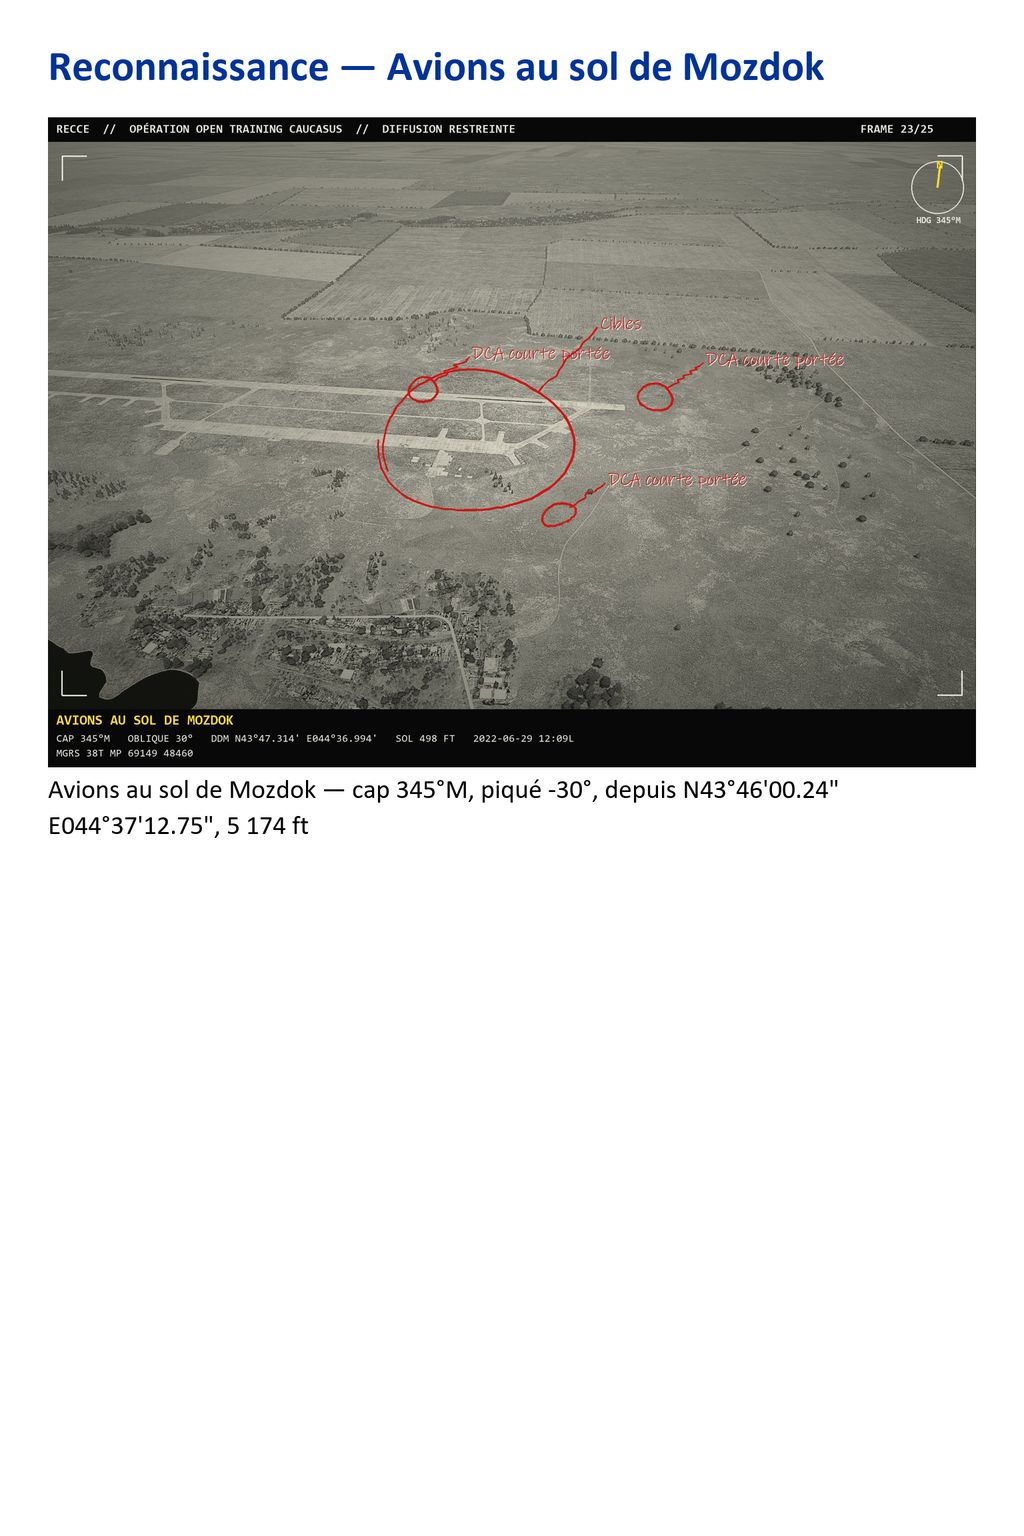 Reconnaissance — Avions au sol de Mozdok
RECCE // OPÉRATION OPEN TRAINING CAUCASUS // DIFFUSION RESTREINTE FRAME 23/25
N
HDG 345°M
Cibles
DCA courte portée
DCA courte portée
DCA courte portée
AVIONS AU SOL DE MOZDOK
CAP 345°M OBLIQUE 30° DDM N43°47.314' E044°36.994' SOL 498 FT 2022-06-29 12:09L
MGRS 38T MP 69149 48460
Avions au sol de Mozdok — cap 345°M, piqué -30°, depuis N43°46'00.24"
E044°37'12.75", 5 174 ft